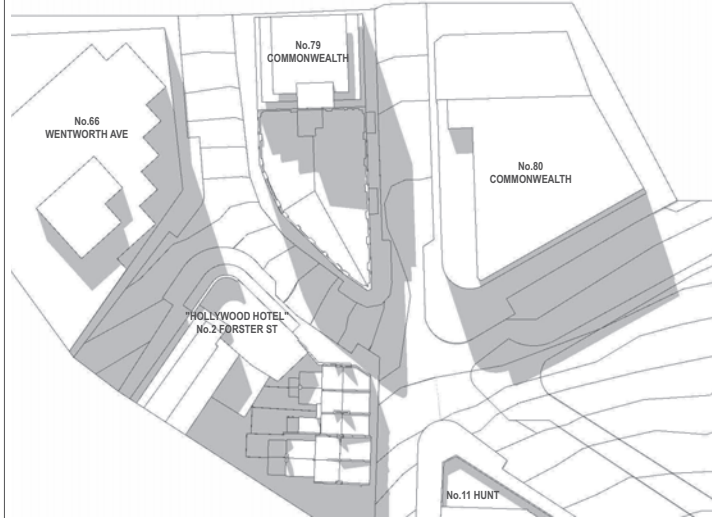 No.79
COMMONWEALTH
No.66
WENTWORTH AVE
No.80
COMMONWEALTH
"HOLLYWOOD HOTEL"
No.2 FORSTER ST
No.11 HUNT